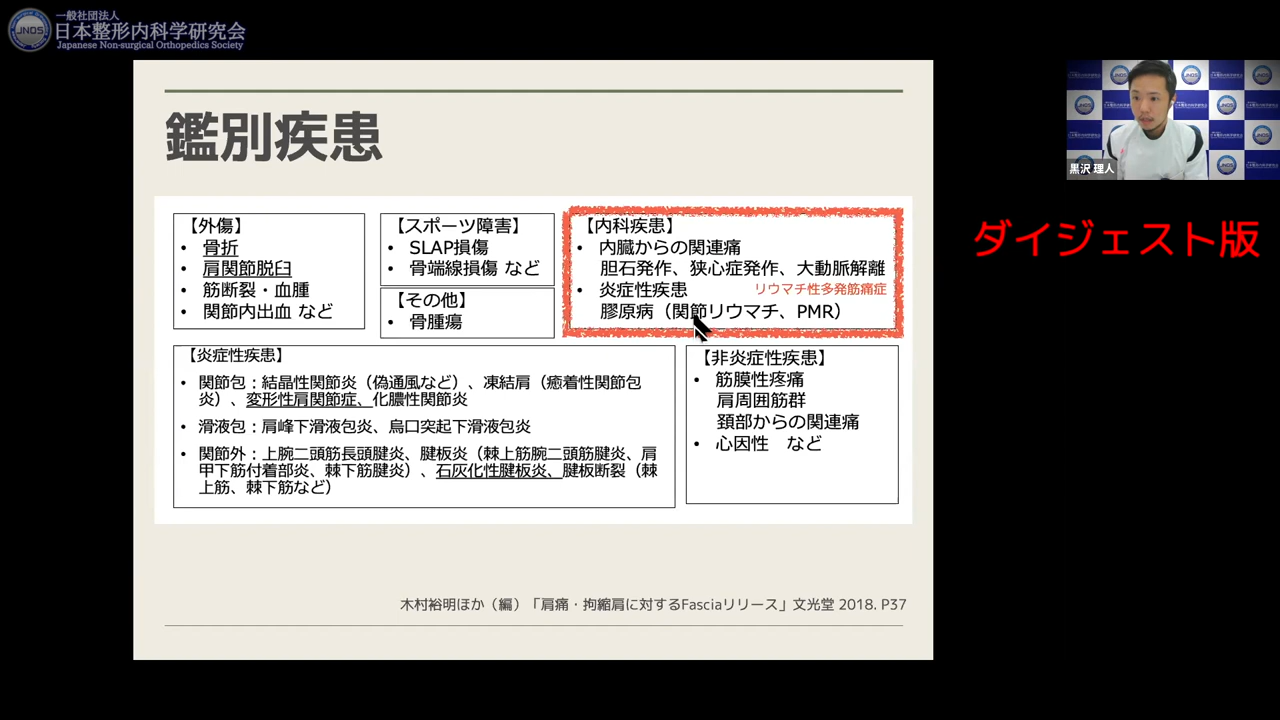 一般社団法人
日本整形内科学研究会
Japanese Non-surgical Orthopedics Society
JNOS
黒沢 理人
ダイジェスト版
鑑別疾患
【外傷】
• 骨折
• 肩関節脱臼
• 筋断裂・血腫
• 関節内出血 など
【スポーツ障害】
• SLAP損傷
• 骨端線損傷 など
【その他】
• 骨腫瘍
【内科疾患】
• 内臓からの関連痛
胆石発作、狭心症発作、大動脈解離
• 炎症性疾患 リウマチ性多発筋痛症
膠原病（関節リウマチ、PMR）
【炎症性疾患】
• 関節包：結晶性関節炎（偽通風など）、凍結肩（癒着性関節包
炎）、変形性肩関節症、化膿性関節炎
• 滑液包：肩峰下滑液包炎、烏口突起下滑液包炎
• 関節外：上腕二頭筋長頭腱炎、腱板炎（棘上筋腕二頭筋腱炎、肩
甲下筋付着部炎、棘下筋腱炎）、石灰化性腱板炎、腱板断裂（棘
上筋、棘下筋など）
【非炎症性疾患】
• 筋膜性疼痛
肩周囲筋群
頚部からの関連痛
• 心因性 など
木村裕明ほか（編）「肩痛・拘縮肩に対するFasciaリリース」文光堂 2018. P37